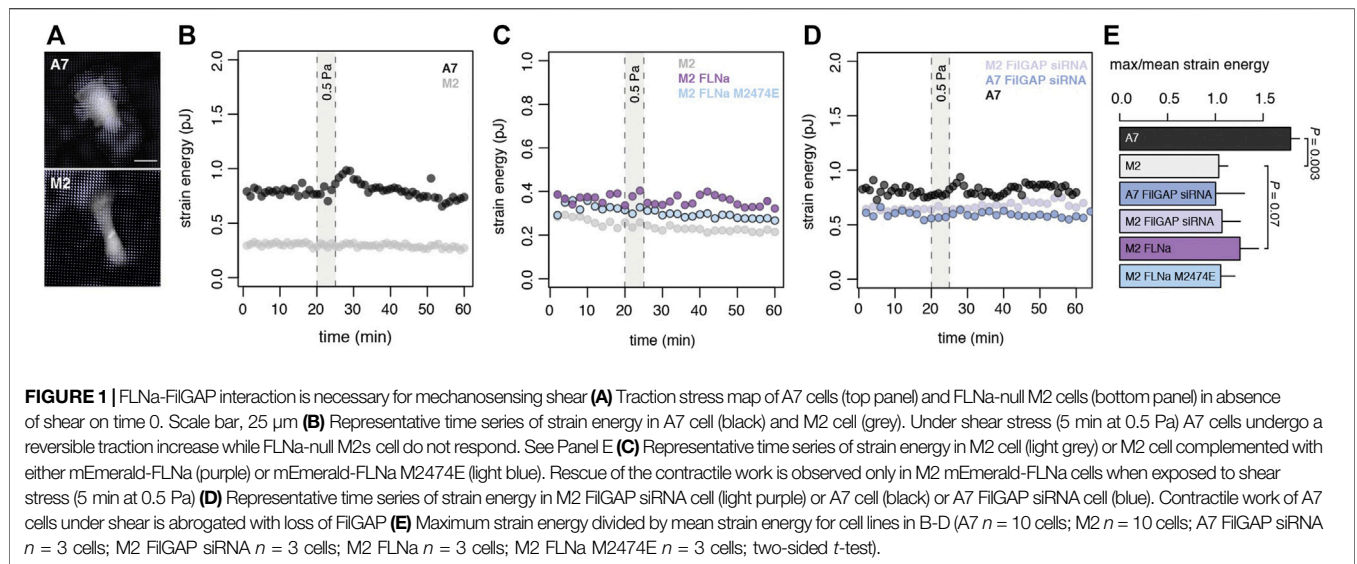 A
A7
M2
B
2.0
1.5
1.0
0.5
0.0
strain energy (pJ)
0.5 Pa
A7
M2
0 10 20 30 40 50 60
time (min)
C
1.0
0.8
0.6
0.4
0.2
0.0
strain energy (pJ)
0.5 Pa
M2
M2 FLNa
M2 FLNa M2474E
0 10 20 30 40 50 60
time (min)
D
2.0
1.5
1.0
0.5
0.0
strain energy (pJ)
0.5 Pa
M2 FilGAP siRNA
A7 FilGAP siRNA
A7
0 10 20 30 40 50 60
time (min)
E
max/mean strain energy
0.0 0.5 1.0 1.5
A7
M2
A7 FilGAP siRNA
M2 FilGAP siRNA
M2 FLNa
M2 FLNa M2474E
P = 0.003
P = 0.07
FIGURE 1 | FLNa-FilGAP interaction is necessary for mechanosensing shear (A) Traction stress map of A7 cells (top panel) and FLNa-null M2 cells (bottom panel) in absence
of shear on time 0. Scale bar, 25 µm (B) Representative time series of strain energy in A7 cell (black) and M2 cell (grey). Under shear stress (5 min at 0.5 Pa) A7 cells undergo a
reversible traction increase while FLNa-null M2s cell do not respond. See Panel E (C) Representative time series of strain energy in M2 cell (light grey) or M2 cell complemented with
either mEmerald-FLNa (purple) or mEmerald-FLNa M2474E (light blue). Rescue of the contractile work is observed only in M2 mEmerald-FLNa cells when exposed to shear
stress (5 min at 0.5 Pa) (D) Representative time series of strain energy in M2 FilGAP siRNA cell (light purple) or A7 cell (black) or A7 FilGAP siRNA cell (blue). Contractile work of A7
cells under shear is abrogated with loss of FilGAP (E) Maximum strain energy divided by mean strain energy for cell lines in B-D (A7 n = 10 cells; M2 n = 10 cells; A7 FilGAP siRNA
n = 3 cells; M2 FilGAP siRNA n = 3 cells; M2 FLNa n = 3 cells; M2 FLNa M2474E n = 3 cells; two-sided t-test).